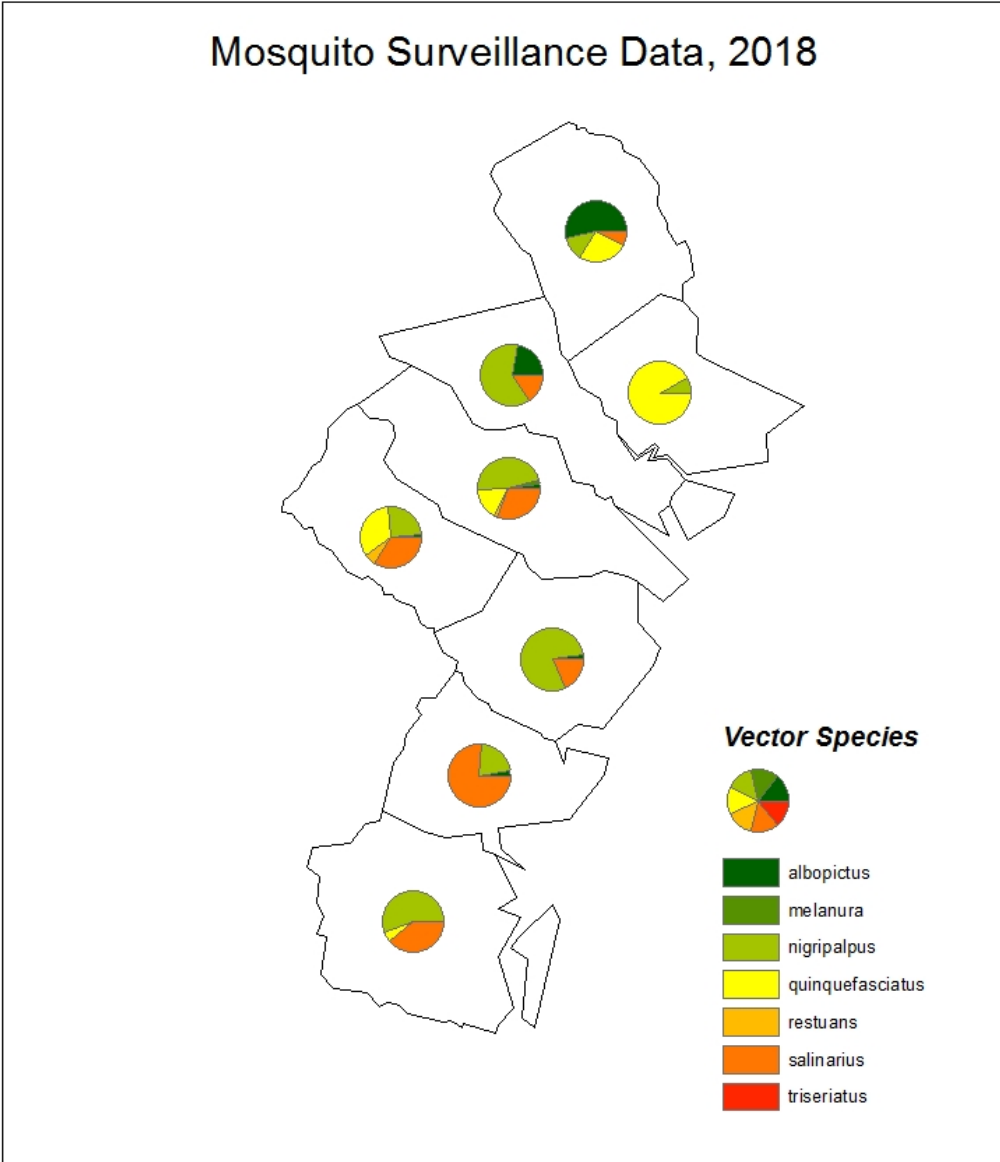 Mosquito Surveillance Data, 2018
Vector Species
albopictus
melanura
nigripalpus
quinquefasciatus
restuans
salinarius
triseriatus